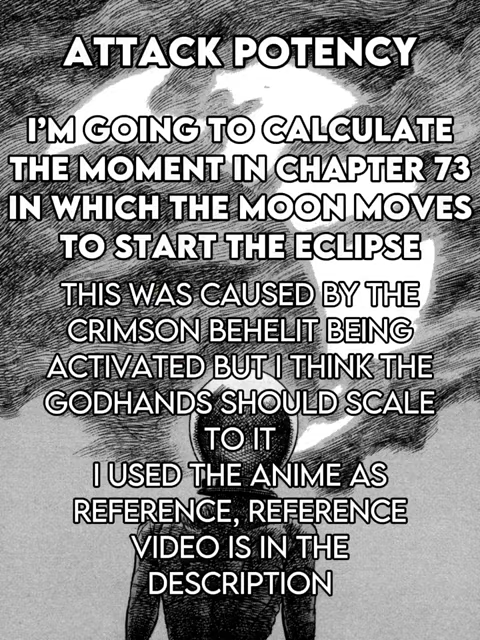 ATTACK POTENCY
I'M GOING TO CALCULATE
THE MOMENT IN CHAPTER 73
IN WHICH THE MOON MOVES
TO START THE ECLIPSE
THIS WAS CAUSED BY THE
CRIMSON BEHELIT BEING
ACTIVATED BUT I THINK THE
GODHANDS SHOULD SCALE
TO IT
I USED THE ANIME AS
REFERENCE, REFERENCE
VIDEO IS IN THE
DESCRIPTION